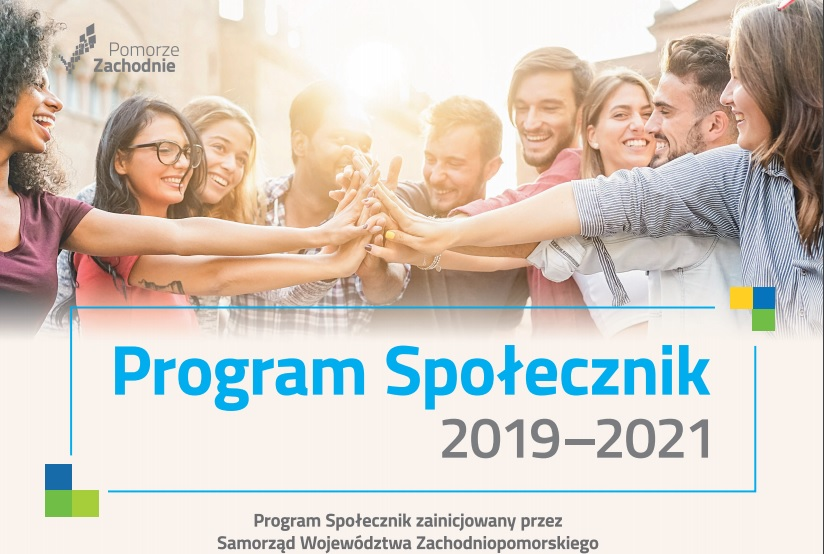 Pomorze
Zachodnie
Program Społecznik
2019–2021
Program Społecznik zainicjowany przez
Samorząd Województwa Zachodniopomorskiego